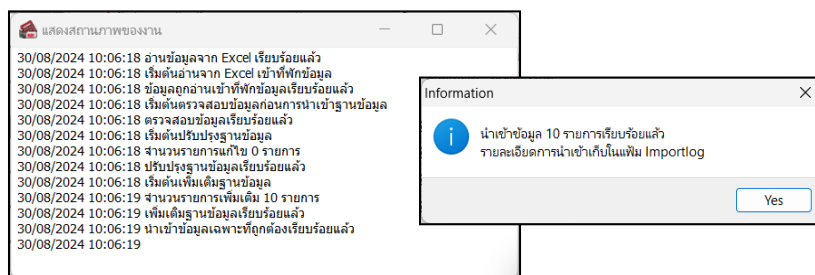 แสดงสถานภาพของงาน
30/08/2024 10:06:18 อ่านข้อมูลจาก Excel เรียบร้อยแล้ว
30/08/2024 10:06:18 เริ่มต้นอ่านจาก Excel เข้าที่พักข้อมูล
30/08/2024 10:06:18 ข้อมูลถูกอ่านเข้าที่พักข้อมูลเรียบร้อยแล้ว
30/08/2024 10:06:18 เริ่มต้นตรวจสอบข้อมูลก่อนการนำเข้าฐานข้อมูล
30/08/2024 10:06:18 ตรวจสอบข้อมูลเรียบร้อยแล้ว
30/08/2024 10:06:18 เริ่มต้นปรับปรุงฐานข้อมูล
30/08/2024 10:06:18 จำนวนรายการแก้ไข 0 รายการ
30/08/2024 10:06:18 ปรับปรุงฐานข้อมูลเรียบร้อยแล้ว
30/08/2024 10:06:18 เริ่มต้นเพิ่มเติมฐานข้อมูล
30/08/2024 10:06:19 จำนวนรายการเพิ่มเติม 10 รายการ
30/08/2024 10:06:19 เพิ่มเติมฐานข้อมูลเรียบร้อยแล้ว
30/08/2024 10:06:19 นำเข้าข้อมูลเฉพาะที่ถูกต้องเรียบร้อยแล้ว
30/08/2024 10:06:19
Information
นำเข้าข้อมูล 10 รายการเรียบร้อยแล้ว
รายละเอียดการนำเข้าเก็บในแฟ้ม Importlog
Yes